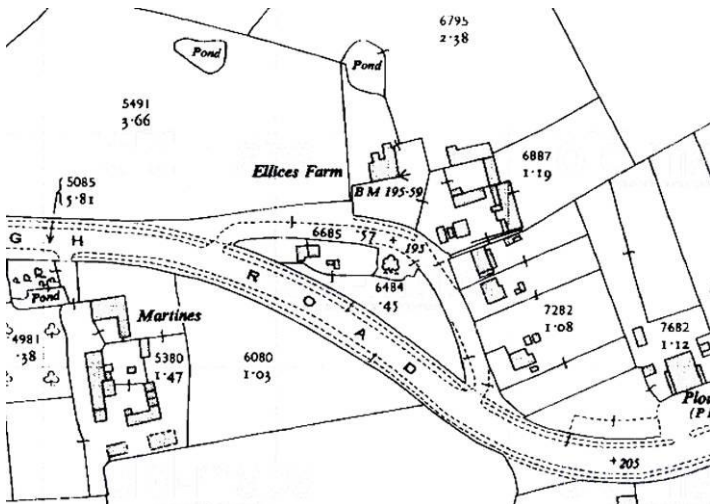 6795
2·38
Pond
Pond
5491
3·66
Ellices Farm
6887
1·19
BM 195·59
5085
5·81
6685
·57
+ 195
G H
ROAD
6484
·45
Pond
Martines
7282
1·08
4981
·38
5380
1·47
6080
1·03
7682
1·12
(P
+ 205